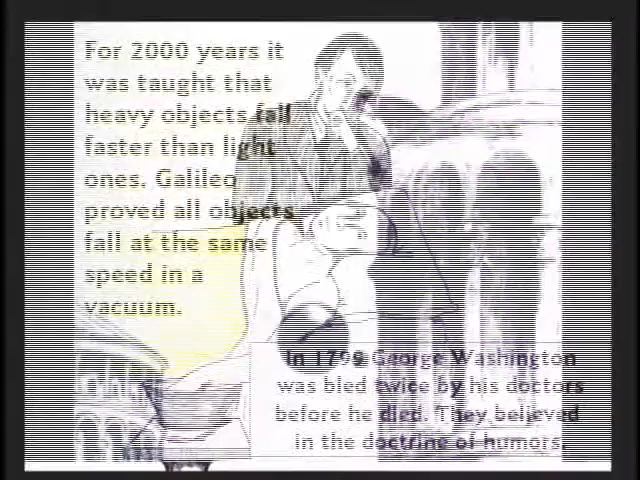 For 2000 years it
was taught that
heavy objects fall
faster than light
ones. Galileo
proved all objects
fall at the same
speed in a
vacuum.
In 1799 George Washington
was bled twice by his doctors
before he died. They believed
in the doctrine of humors.